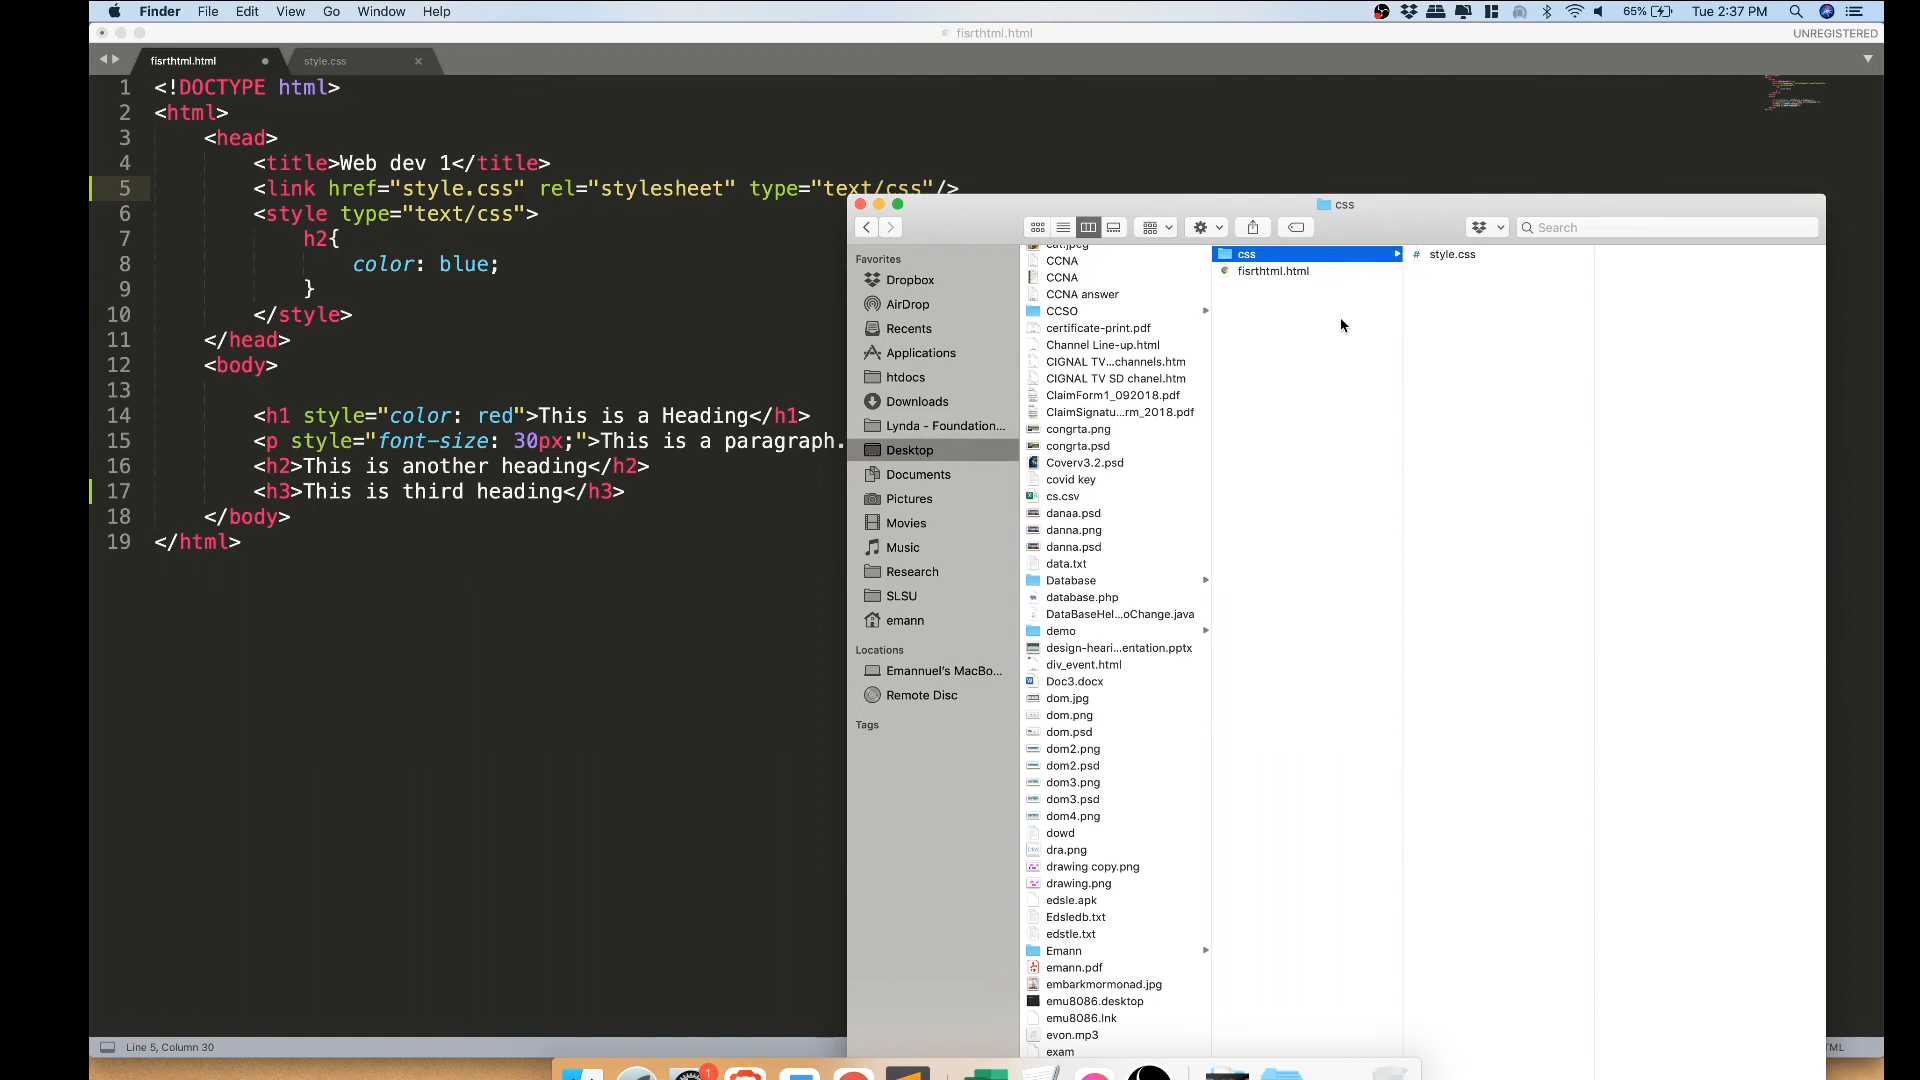 Finder File Edit View Go Window Help 65% Tue 2:37 PM
fisrthtml.html UNREGISTERED
fisrthtml.html style.css
1 <!DOCTYPE html>
2 <html>
3 <head>
4 <title>Web dev 1</title>
5 <link href="style.css" rel="stylesheet" type="text/css"/>
6 <style type="text/css">
7 h2{
8 color: blue;
9 }
10 </style>
11 </head>
12 <body>
13
14 <h1 style="color: red">This is a Heading</h1>
15 <p style="font-size: 30px;">This is a paragraph.
16 <h2>This is another heading</h2>
17 <h3>This is third heading</h3>
18 </body>
19 </html>
Line 5, Column 30
css
Search
Favorites
Dropbox
AirDrop
Recents
Applications
htdocs
Downloads
Lynda - Foundation...
Desktop
Documents
Pictures
Movies
Music
Research
SLSU
emann
Locations
Emannuel's MacBo...
Remote Disc
Tags
cat.jpeg
CCNA
CCNA
CCNA answer
CCSO
certificate-print.pdf
Channel Line-up.html
CIGNAL TV...channels.htm
CIGNAL TV SD chanel.htm
ClaimForm1_092018.pdf
ClaimSignatu...rm_2018.pdf
congrta.png
congrta.psd
Coverv3.2.psd
covid key
cs.csv
danaa.psd
danna.png
danna.psd
data.txt
Database
database.php
DataBaseHel...oChange.java
demo
design-heari...entation.pptx
div_event.html
Doc3.docx
dom.jpg
dom.png
dom.psd
dom2.png
dom2.psd
dom3.png
dom3.psd
dom4.png
dowd
dra.png
drawing copy.png
drawing.png
edsle.apk
Edsledb.txt
edstle.txt
Emann
emann.pdf
embarkmormonad.jpg
emu8086.desktop
emu8086.lnk
evon.mp3
exam
css
fisrthtml.html
style.css
TML
1